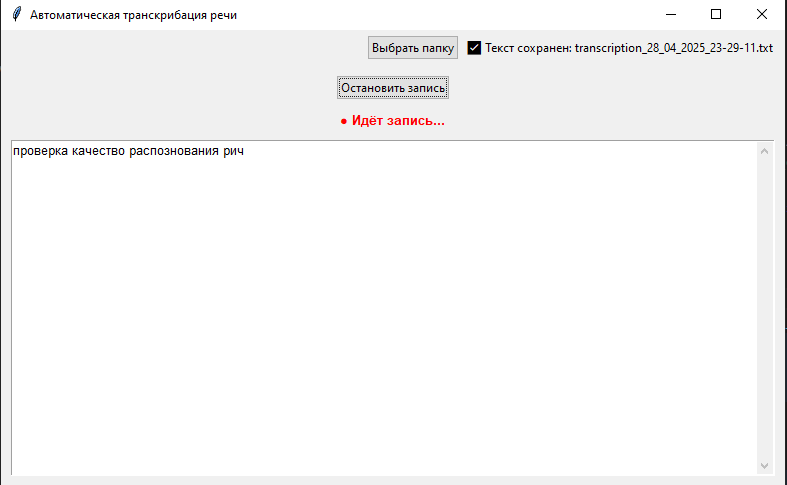 Автоматическая транскрибация речи
Выбрать папку Текст сохранен: transcription_28_04_2025_23-29-11.txt
Остановить запись
● Идёт запись...
проверка качество распознования рич